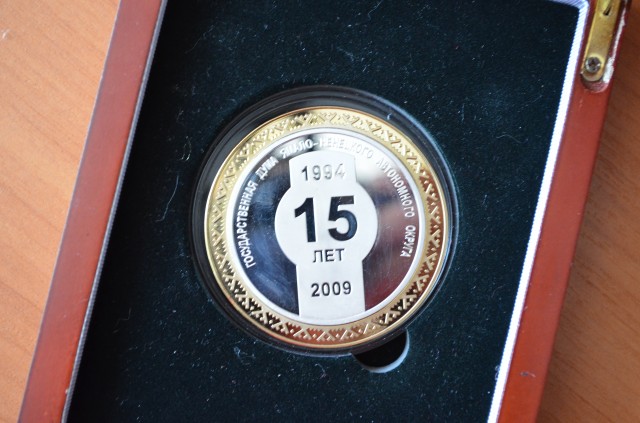 ГОСУДАРСТВЕННАЯ ДУМА ЯМАЛО-НЕНЕЦКОГО АВТОНОМНОГО ОКРУГА
1994
15
ЛЕТ
2009